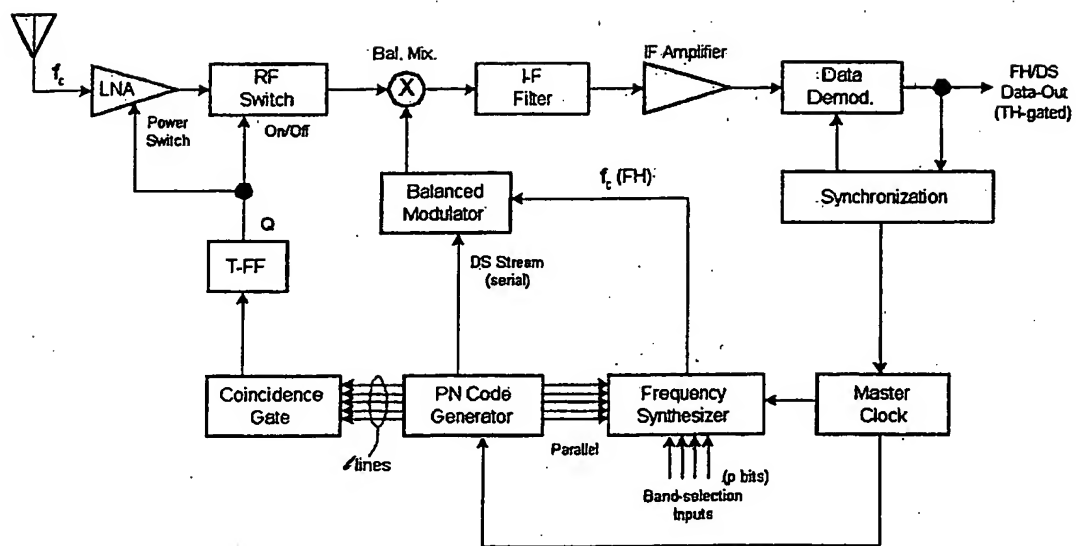 f_c
LNA
Power
Switch
RF
Switch
On/Off
Bal. Mix.
X
I-F
Filter
IF Amplifier
Data
Demod.
FH/DS
Data-Out
(TH-gated)
Synchronization
Balanced
Modulator
f_c (FH)
Q
T-FF
DS Stream
(serial)
Coincidence
Gate
ℓ lines
PN Code
Generator
Parallel
Frequency
Synthesizer
(p bits)
Band-selection
Inputs
Master
Clock